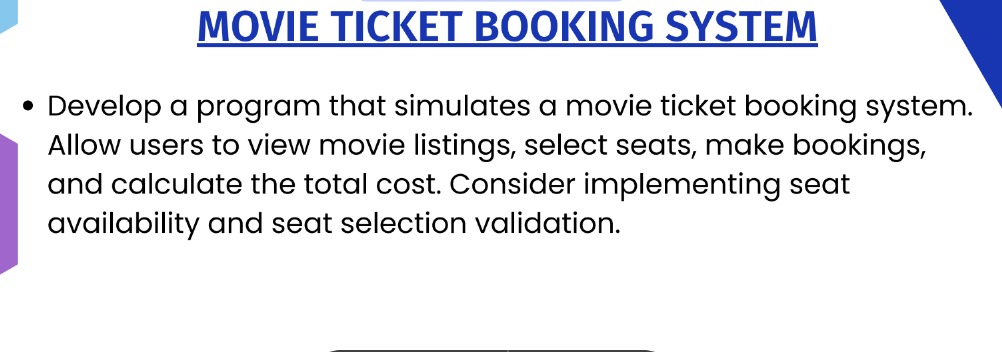 MOVIE TICKET BOOKING SYSTEM
• Develop a program that simulates a movie ticket booking system.
Allow users to view movie listings, select seats, make bookings,
and calculate the total cost. Consider implementing seat
availability and seat selection validation.